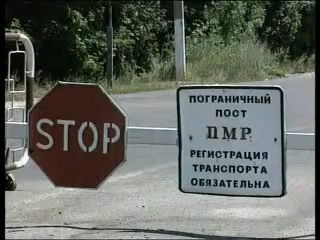 STOP
ПОГРАНИЧНЫЙ
ПОСТ
ПМР
РЕГИСТРАЦИЯ
ТРАНСПОРТА
ОБЯЗАТЕЛЬНА